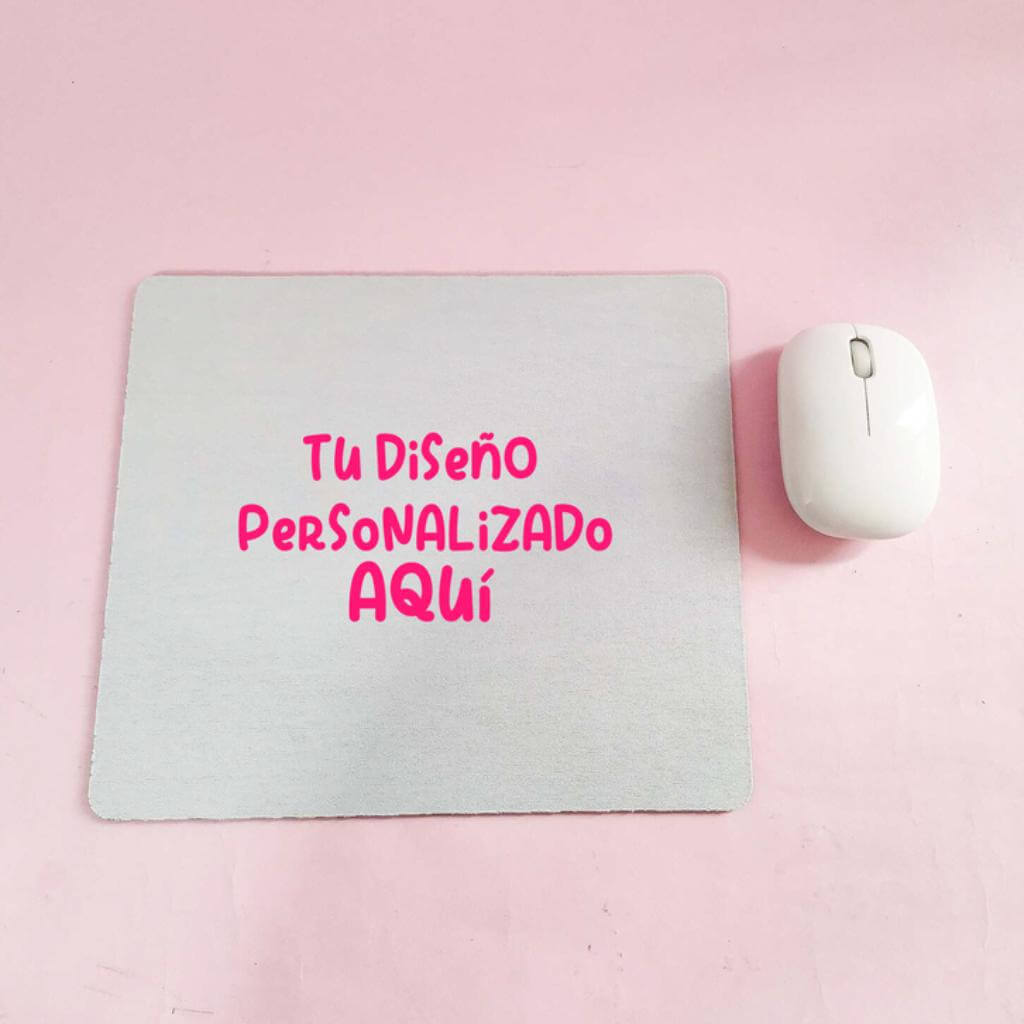 Tu Diseño
Personalizado
Aquí